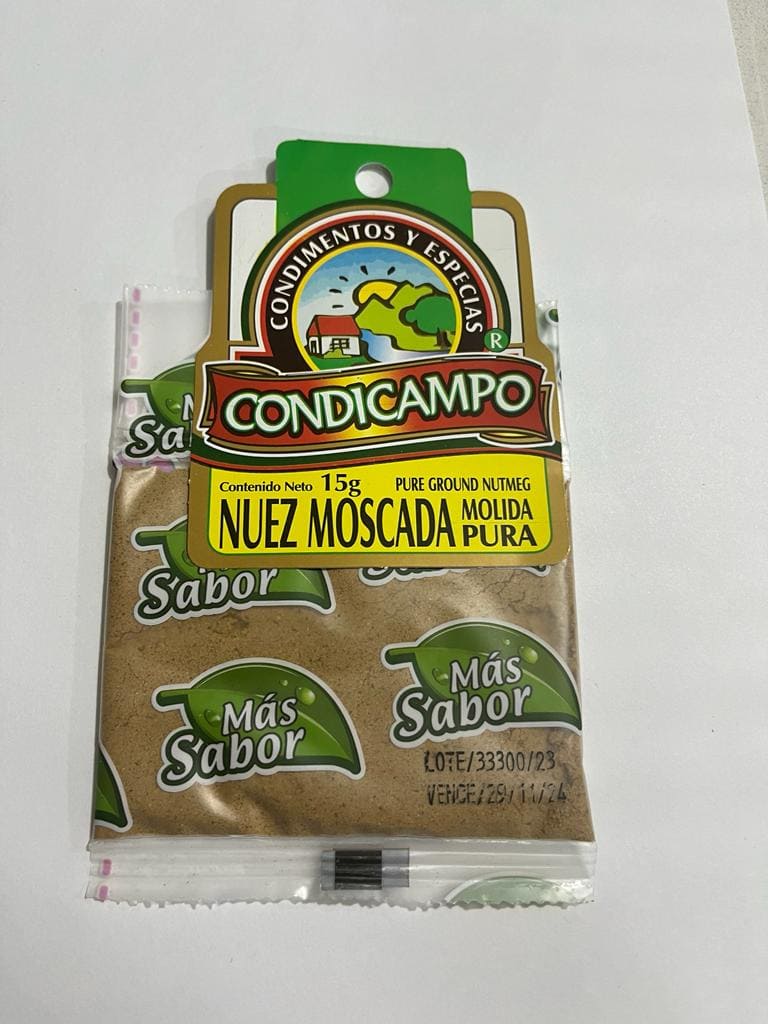 CONDIMENTOS Y ESPECIAS
®
CONDICAMPO
Contenido Neto 15g PURE GROUND NUTMEG
NUEZ MOSCADA MOLIDA PURA
Sabor
Más
Sabor
Más
Sabor
LOTE/33300/23
VENCE/29/11/24